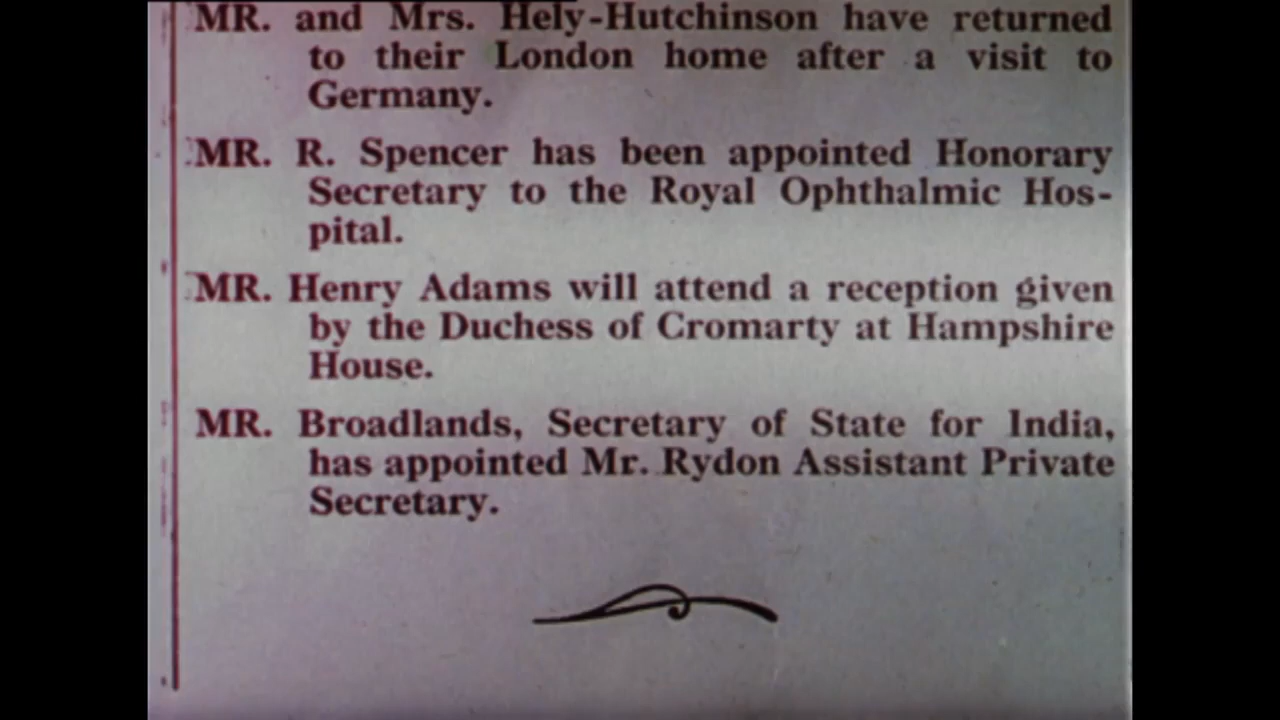 MR. and Mrs. Hely-Hutchinson have returned
to their London home after a visit to
Germany.
MR. R. Spencer has been appointed Honorary
Secretary to the Royal Ophthalmic Hos-
pital.
MR. Henry Adams will attend a reception given
by the Duchess of Cromarty at Hampshire
House.
MR. Broadlands, Secretary of State for India,
has appointed Mr. Rydon Assistant Private
Secretary.